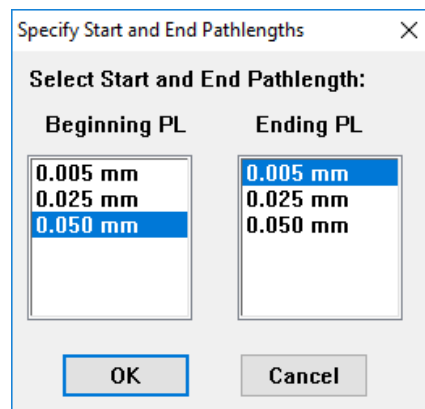 Specify Start and End Pathlengths
Select Start and End Pathlength:
Beginning PL
Ending PL
0.005 mm
0.025 mm
0.050 mm
0.005 mm
0.025 mm
0.050 mm
OK
Cancel